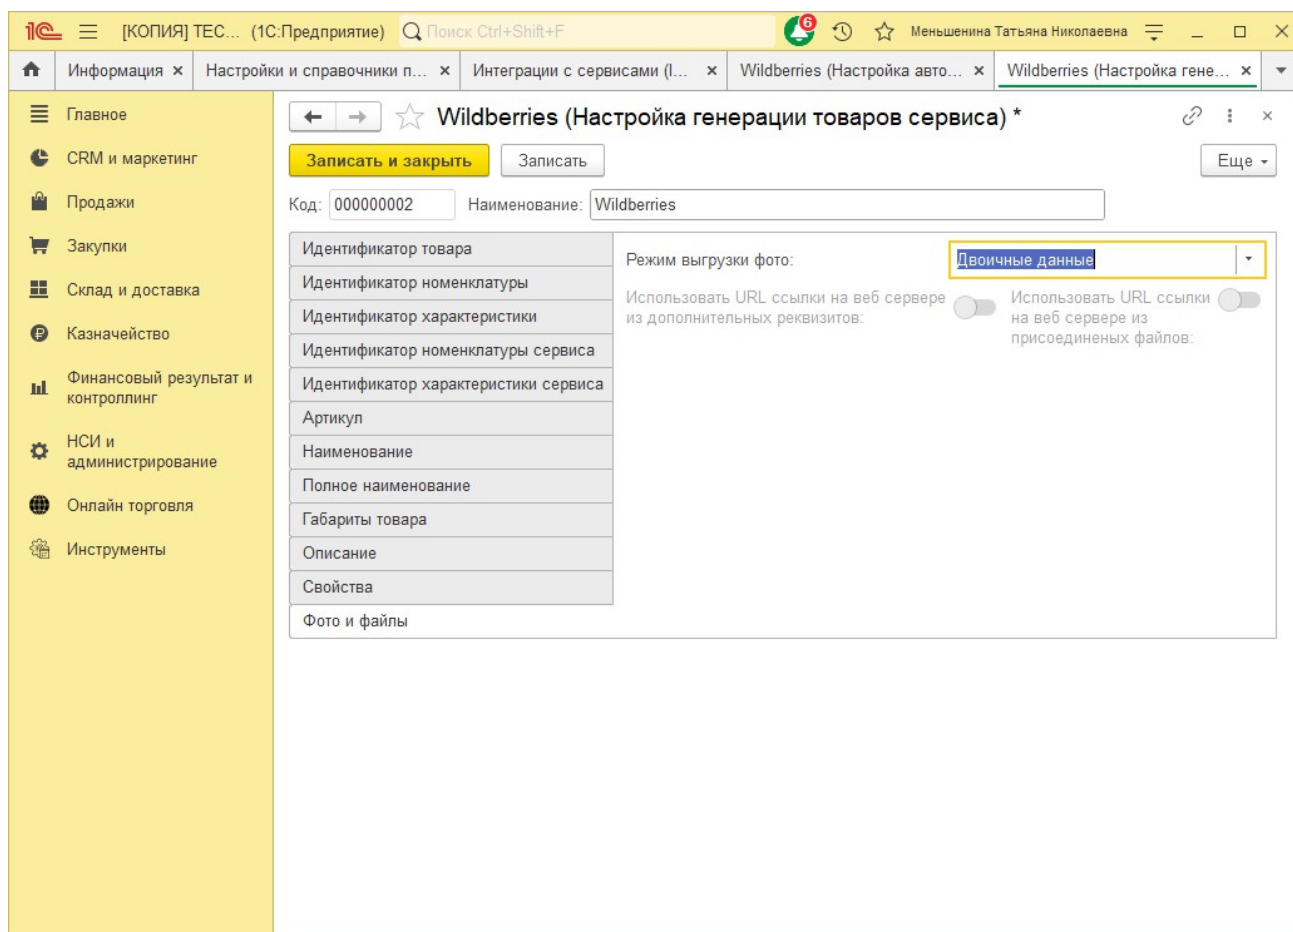 [КОПИЯ] ТЕС... (1С:Предприятие) Поиск Ctrl+Shift+F 6 Меньшенина Татьяна Николаевна
Информация × Настройки и справочники п... × Интеграции с сервисами (I... × Wildberries (Настройка авто... × Wildberries (Настройка гене... ×
Главное
CRM и маркетинг
Продажи
Закупки
Склад и доставка
Казначейство
Финансовый результат и
контроллинг
НСИ и
администрирование
Онлайн торговля
Инструменты
Wildberries (Настройка генерации товаров сервиса) *
Записать и закрыть Записать Еще
Код: 000000002 Наименование: Wildberries
Идентификатор товара
Идентификатор номенклатуры
Идентификатор характеристики
Идентификатор номенклатуры сервиса
Идентификатор характеристики сервиса
Артикул
Наименование
Полное наименование
Габариты товара
Описание
Свойства
Фото и файлы
Режим выгрузки фото: Двоичные данные
Использовать URL ссылки на веб сервере
из дополнительных реквизитов:
Использовать URL ссылки
на веб сервере из
присоединеных файлов: